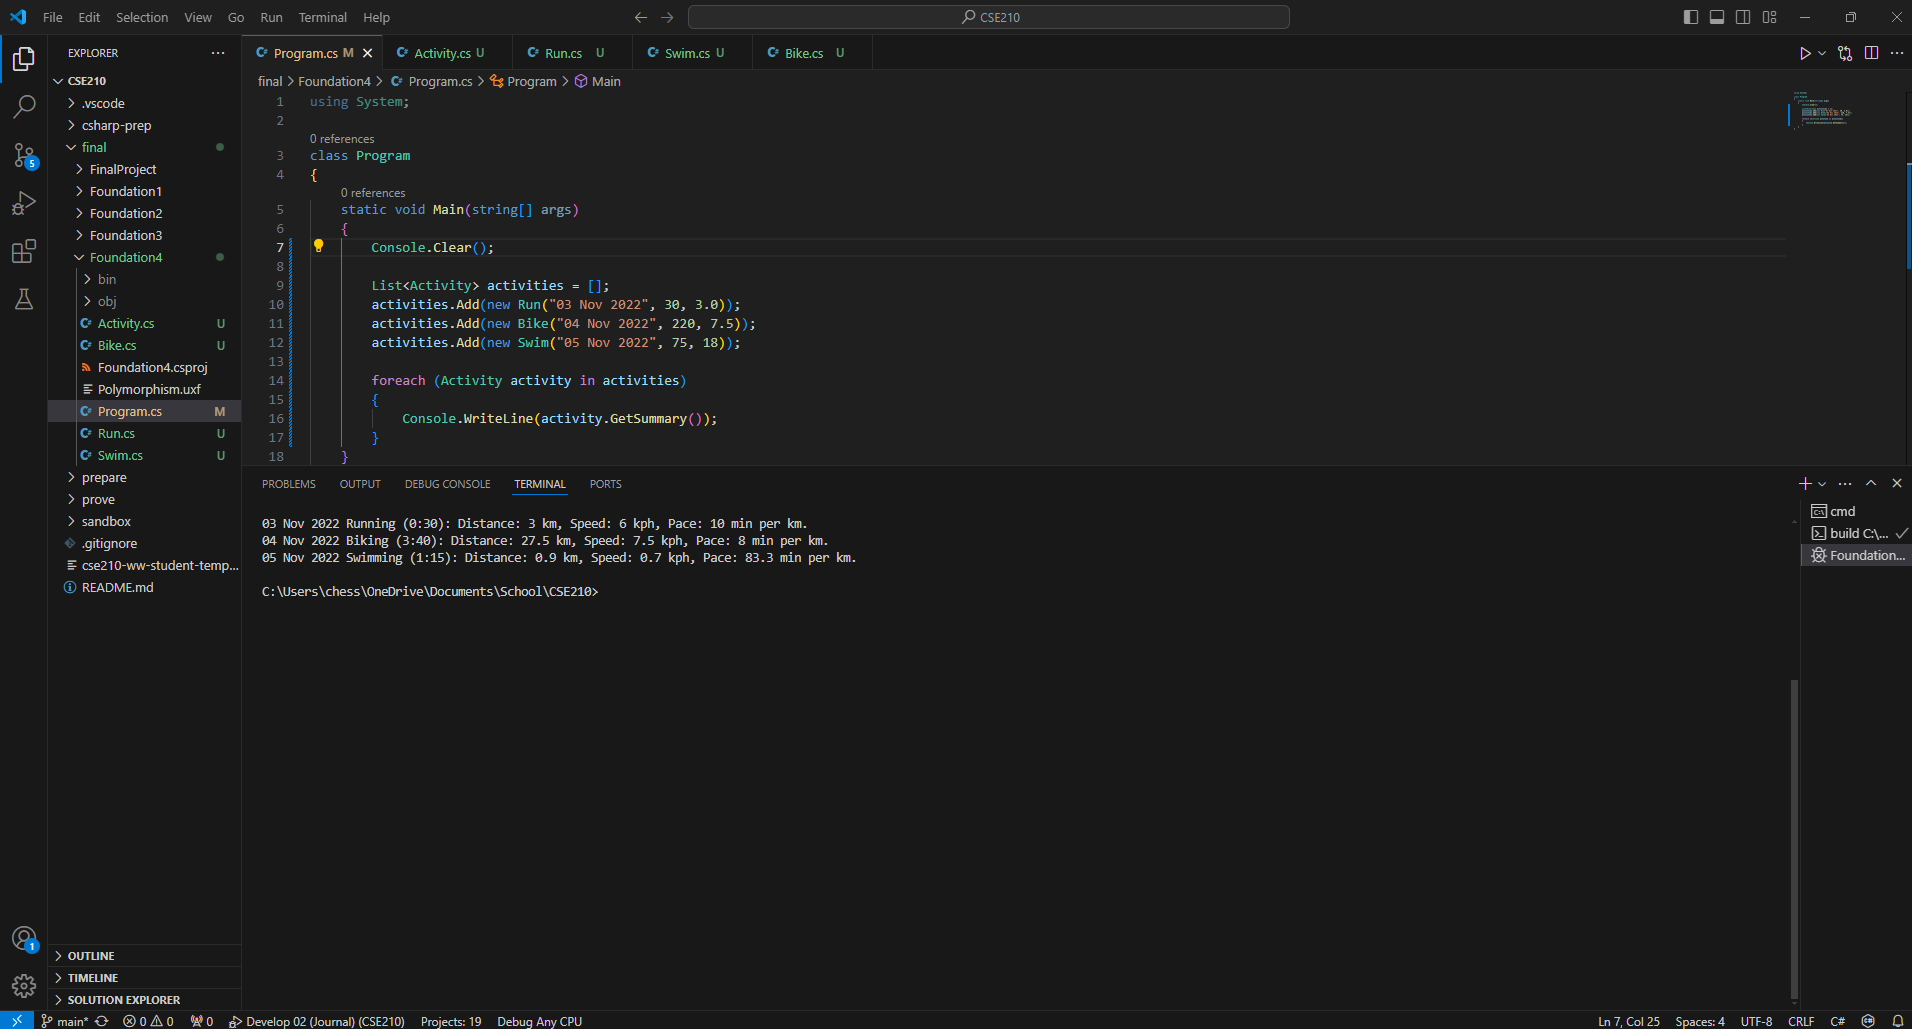 File Edit Selection View Go Run Terminal Help
CSE210
EXPLORER
CSE210
.vscode
csharp-prep
final
FinalProject
Foundation1
Foundation2
Foundation3
Foundation4
bin
obj
Activity.cs U
Bike.cs U
Foundation4.csproj
Polymorphism.uxf
Program.cs M
Run.cs U
Swim.cs U
prepare
prove
sandbox
.gitignore
cse210-ww-student-temp...
README.md
OUTLINE
TIMELINE
SOLUTION EXPLORER
5
1
Program.cs M Activity.cs U Run.cs U Swim.cs U Bike.cs U
final > Foundation4 > Program.cs > Program > Main
1 using System;
2
0 references
3 class Program
4 {
0 references
5 static void Main(string[] args)
6 {
7 Console.Clear();
8
9 List<Activity> activities = [];
10 activities.Add(new Run("03 Nov 2022", 30, 3.0));
11 activities.Add(new Bike("04 Nov 2022", 220, 7.5));
12 activities.Add(new Swim("05 Nov 2022", 75, 18));
13
14 foreach (Activity activity in activities)
15 {
16 Console.WriteLine(activity.GetSummary());
17 }
18 }
PROBLEMS OUTPUT DEBUG CONSOLE TERMINAL PORTS
03 Nov 2022 Running (0:30): Distance: 3 km, Speed: 6 kph, Pace: 10 min per km.
04 Nov 2022 Biking (3:40): Distance: 27.5 km, Speed: 7.5 kph, Pace: 8 min per km.
05 Nov 2022 Swimming (1:15): Distance: 0.9 km, Speed: 0.7 kph, Pace: 83.3 min per km.
C:\Users\chess\OneDrive\Documents\School\CSE210>
cmd
build C:\...
Foundation...
main* 0 0 0 Develop 02 (Journal) (CSE210) Projects: 19 Debug Any CPU Ln 7, Col 25 Spaces: 4 UTF-8 CRLF C#